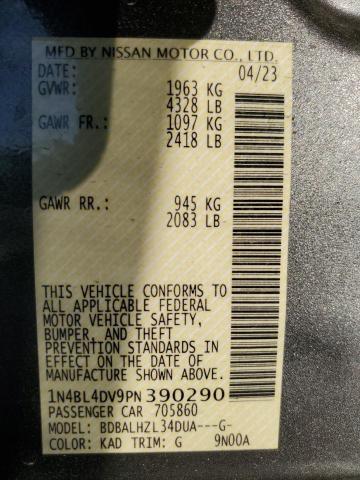 MFD BY NISSAN MOTOR CO., LTD.
DATE: 04/23
GVWR: 1963 KG
4328 LB
GAWR FR.: 1097 KG
2418 LB
GAWR RR.: 945 KG
2083 LB
THIS VEHICLE CONFORMS TO
ALL APPLICABLE FEDERAL
MOTOR VEHICLE SAFETY,
BUMPER, AND THEFT
PREVENTION STANDARDS IN
EFFECT ON THE DATE OF
MANUFACTURE SHOWN ABOVE.
1N4BL4DV9PN390290
PASSENGER CAR 705860
MODEL: BDBALHZL34DUA---G-
COLOR: KAD TRIM: G 9N00A